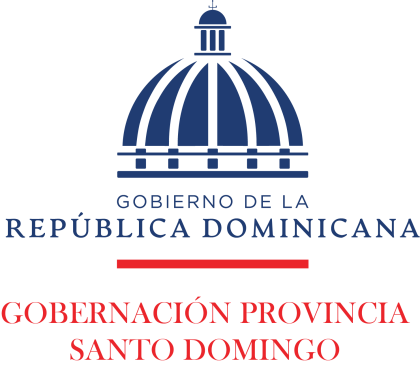 GOBIERNO DE LA
REPÚBLICA DOMINICANA
GOBERNACIÓN PROVINCIA
SANTO DOMINGO